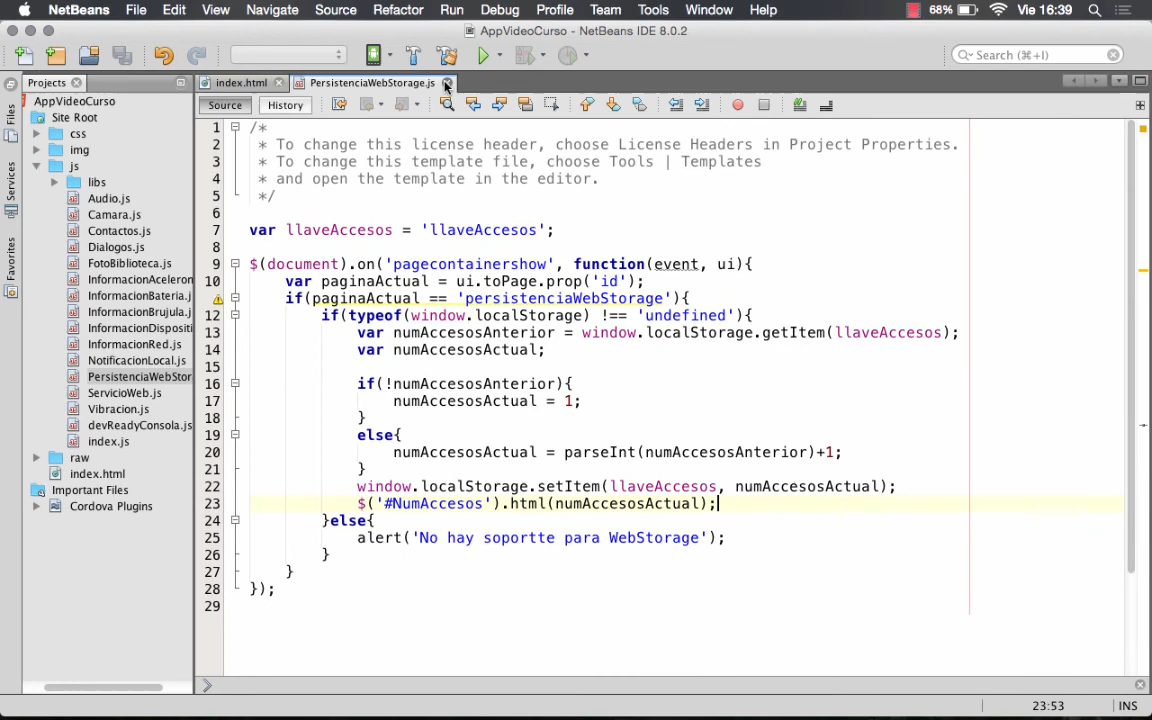 NetBeans File Edit View Navigate Source Refactor Run Debug Profile Team Tools Window Help 68% Vie 16:39
AppVideoCurso - NetBeans IDE 8.0.2
Search (⌘+I)
Projects
index.html
PersistenciaWebStorage.js
Source
History
Files
Services
Favorites
AppVideoCurso
Site Root
css
img
js
libs
Audio.js
Camara.js
Contactos.js
Dialogos.js
FotoBiblioteca.js
InformacionAceleron
InformacionBateria.j
InformacionBrujula.j
InformacionDispositi
InformacionRed.js
NotificacionLocal.js
PersistenciaWebStor
ServicioWeb.js
Vibracion.js
devReadyConsola.js
index.js
raw
index.html
Important Files
Cordova Plugins
1 /*
2 * To change this license header, choose License Headers in Project Properties.
3 * To change this template file, choose Tools | Templates
4 * and open the template in the editor.
5 */
6
7 var llaveAccesos = 'llaveAccesos';
8
9 $(document).on('pagecontainershow', function(event, ui){
10 var paginaActual = ui.toPage.prop('id');
if(paginaActual == 'persistenciaWebStorage'){
12 if(typeof(window.localStorage) !== 'undefined'){
13 var numAccesosAnterior = window.localStorage.getItem(llaveAccesos);
14 var numAccesosActual;
15
16 if(!numAccesosAnterior){
17 numAccesosActual = 1;
18 }
19 else{
20 numAccesosActual = parseInt(numAccesosAnterior)+1;
21 }
22 window.localStorage.setItem(llaveAccesos, numAccesosActual);
23 $('#NumAccesos').html(numAccesosActual);
24 }else{
25 alert('No hay soportte para WebStorage');
26 }
27 }
28 });
29
23:53 INS